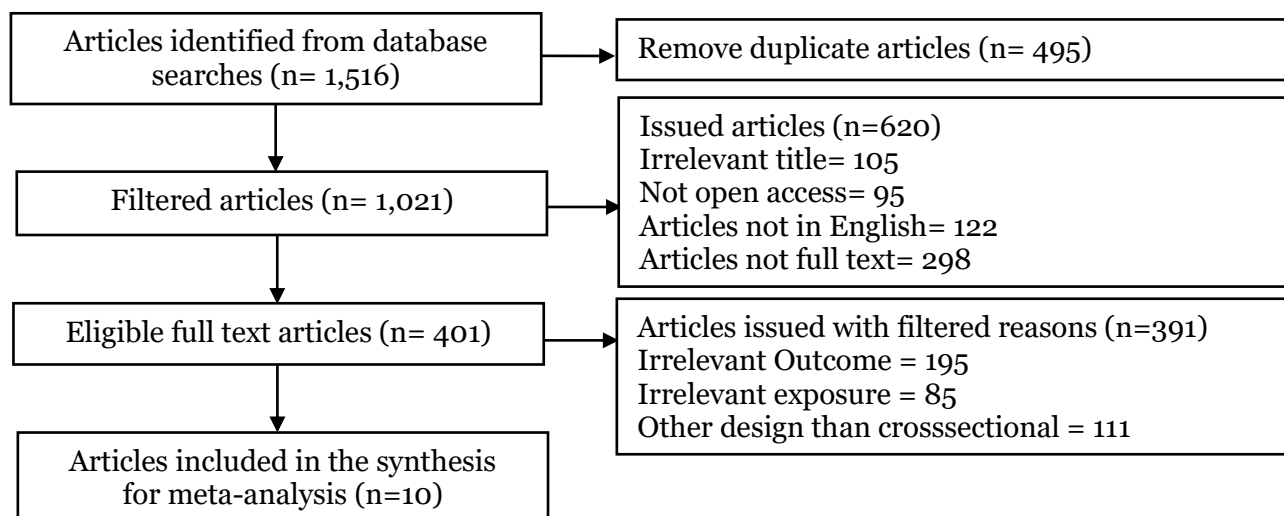 Articles identified from database
searches (n= 1,516)
Remove duplicate articles (n= 495)
Filtered articles (n= 1,021)
Issued articles (n=620)
Irrelevant title= 105
Not open access= 95
Articles not in English= 122
Articles not full text= 298
Eligible full text articles (n= 401)
Articles issued with filtered reasons (n=391)
Irrelevant Outcome = 195
Irrelevant exposure = 85
Other design than crosssectional = 111
Articles included in the synthesis
for meta-analysis (n=10)